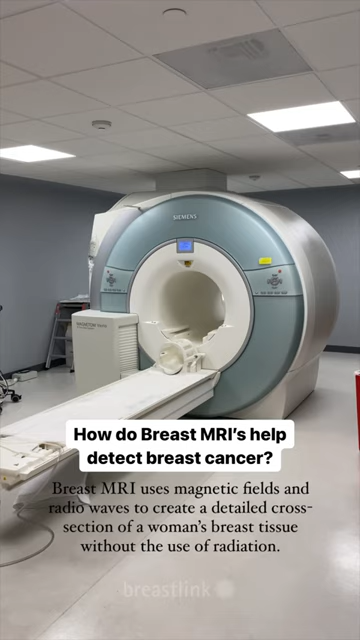 SIEMENS
How do Breast MRI's help
detect breast cancer?
Breast MRI uses magnetic fields and
radio waves to create a detailed cross-
section of a woman's breast tissue
without the use of radiation.
breastlink